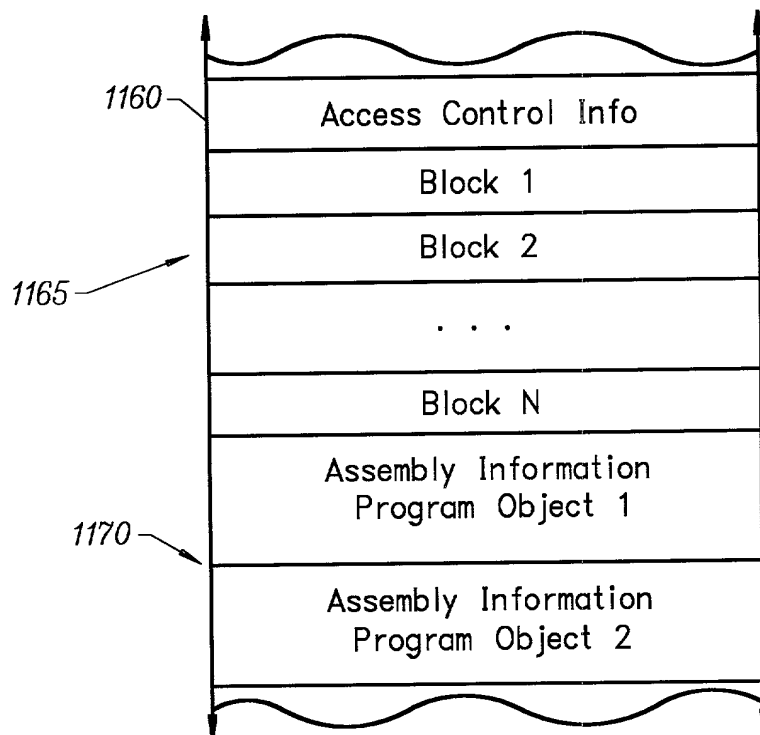 1160
Access Control Info
Block 1
Block 2
1165
. . .
Block N
Assembly Information
Program Object 1
1170
Assembly Information
Program Object 2